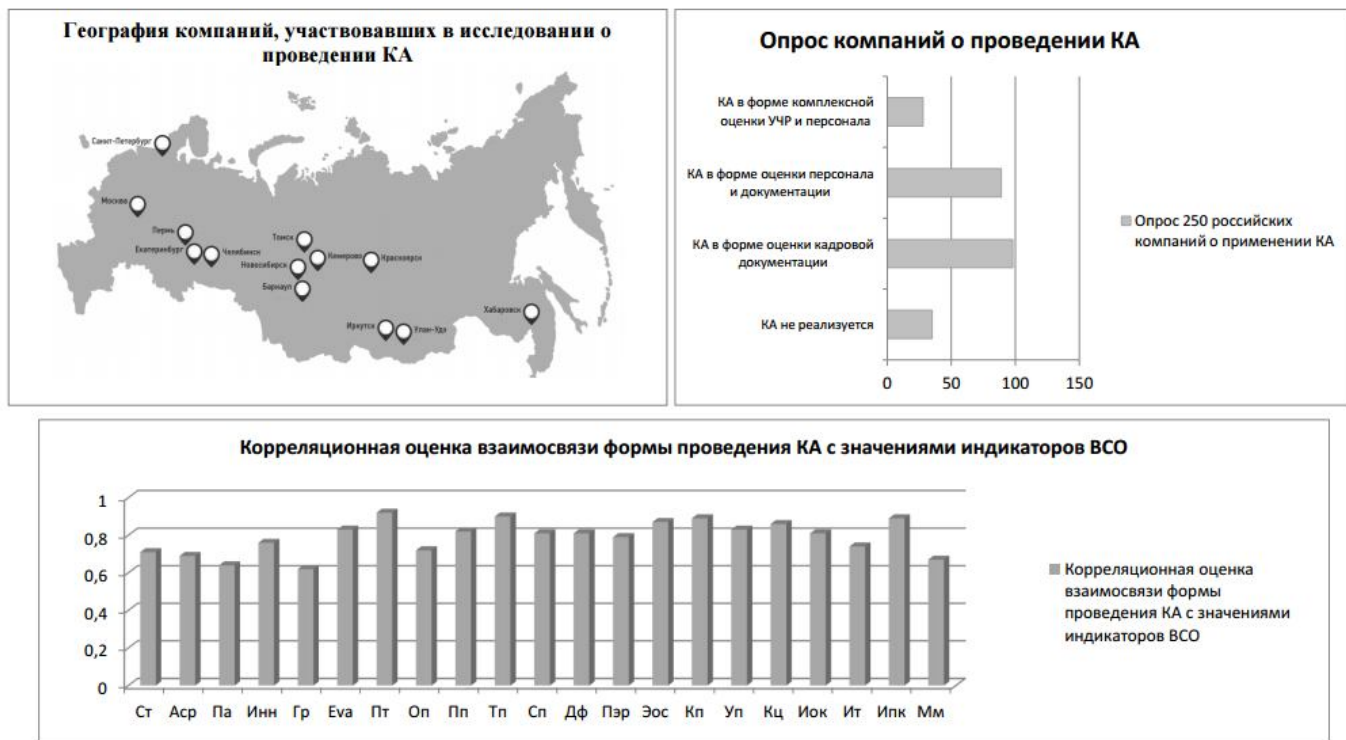 География компаний, участвовавших в исследовании о
проведении КА
Санкт-Петербург
Москва
Пермь
Екатеринбург
Челябинск
Томск
Кемерово
Красноярск
Новосибирск
Барнаул
Иркутск
Улан-Удэ
Хабаровск
Опрос компаний о проведении КА
КА в форме комплексной
оценки УЧР и персонала
КА в форме оценки персонала
и документации
КА в форме оценки кадровой
документации
КА не реализуется
0 50 100 150
Опрос 250 российских
компаний о применении КА
Корреляционная оценка взаимосвязи формы проведения КА с значениями индикаторов ВСО
1
0,8
0,6
0,4
0,2
0
Ст Аср Па Инн Гр Eva Пт Оп Пп Тп Сп Дф Пэр Эос Кп Уп Кц Иок Ит Ипк Мм
Корреляционная оценка
взаимосвязи формы
проведения КА с значениями
индикаторов ВСО